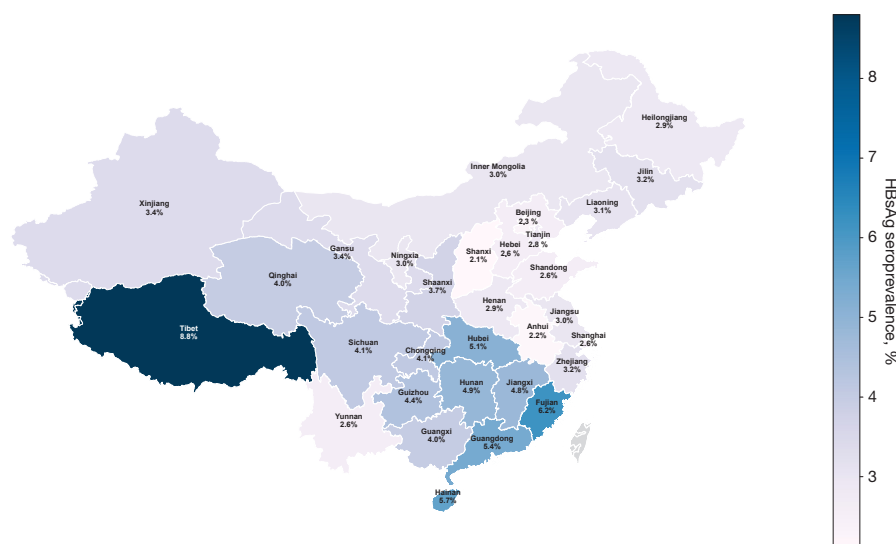 8
7
6
5
4
3
HBsAg seroprevalence, %
Heilongjiang
2.9%
Inner Mongolia
3.0%
Jilin
3.2%
Xinjiang
3.4%
Liaoning
3.1%
Beijing
2,3 %
Tianjin
2.8 %
Gansu
3.4%
Ningxia
3.0%
Shanxi
2.1%
Hebei
2,6 %
Shandong
2.6%
Qinghai
4.0%
Shaanxi
3.7%
Henan
2.9%
Jiangsu
3.0%
Tibet
8.8%
Anhui
2.2%
Shanghai
2.6%
Sichuan
4.1%
Chongqing
4.1%
Hubei
5.1%
Zhejiang
3.2%
Guizhou
4.4%
Hunan
4.9%
Jiangxi
4.8%
Yunnan
2.6%
Fujian
6.2%
Guangxi
4.0%
Guangdong
5.4%
Hainan
5.7%